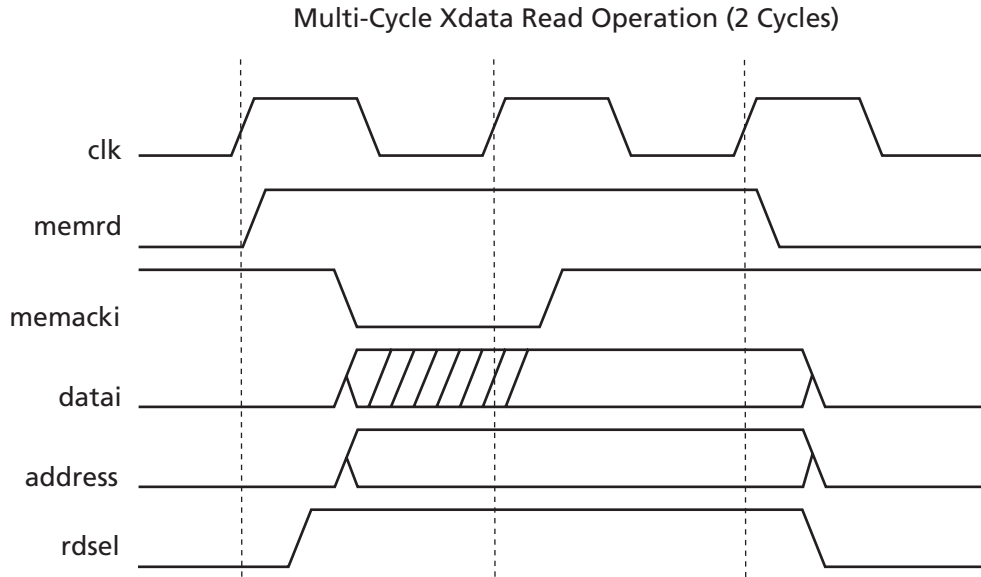 Multi-Cycle Xdata Read Operation (2 Cycles)
clk
memrd
memacki
datai
address
rdsel